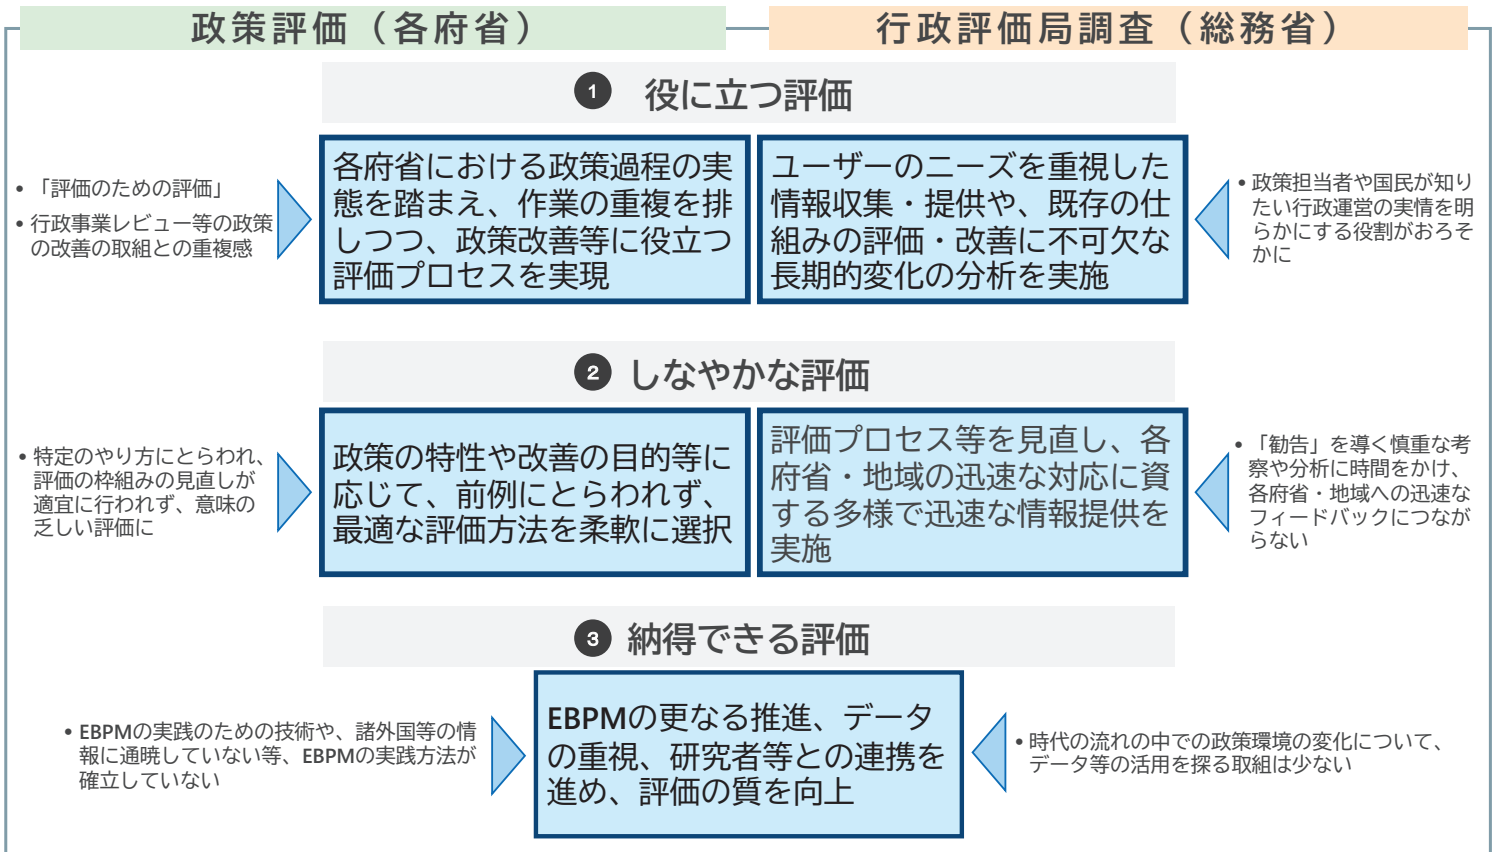 政策評価（各府省）
行政評価局調査（総務省）
1 役に立つ評価
• 「評価のための評価」
• 行政事業レビュー等の政策
の改善の取組との重複感
各府省における政策過程の実
態を踏まえ、作業の重複を排
しつつ、政策改善等に役立つ
評価プロセスを実現
ユーザーのニーズを重視した
情報収集・提供や、既存の仕
組みの評価・改善に不可欠な
長期的変化の分析を実施
• 政策担当者や国民が知り
たい行政運営の実情を明
らかにする役割がおろそ
かに
2 しなやかな評価
• 特定のやり方にとらわれ、
評価の枠組みの見直しが
適宜に行われず、意味の
乏しい評価に
政策の特性や改善の目的等に
応じて、前例にとらわれず、
最適な評価方法を柔軟に選択
評価プロセス等を見直し、各
府省・地域の迅速な対応に資
する多様で迅速な情報提供を
実施
• 「勧告」を導く慎重な考
察や分析に時間をかけ、
各府省・地域への迅速な
フィードバックにつなが
らない
3 納得できる評価
• EBPMの実践のための技術や、諸外国等の情
報に通暁していない等、EBPMの実践方法が
確立していない
EBPMの更なる推進、データ
の重視、研究者等との連携を
進め、評価の質を向上
• 時代の流れの中での政策環境の変化について、
データ等の活用を探る取組は少ない